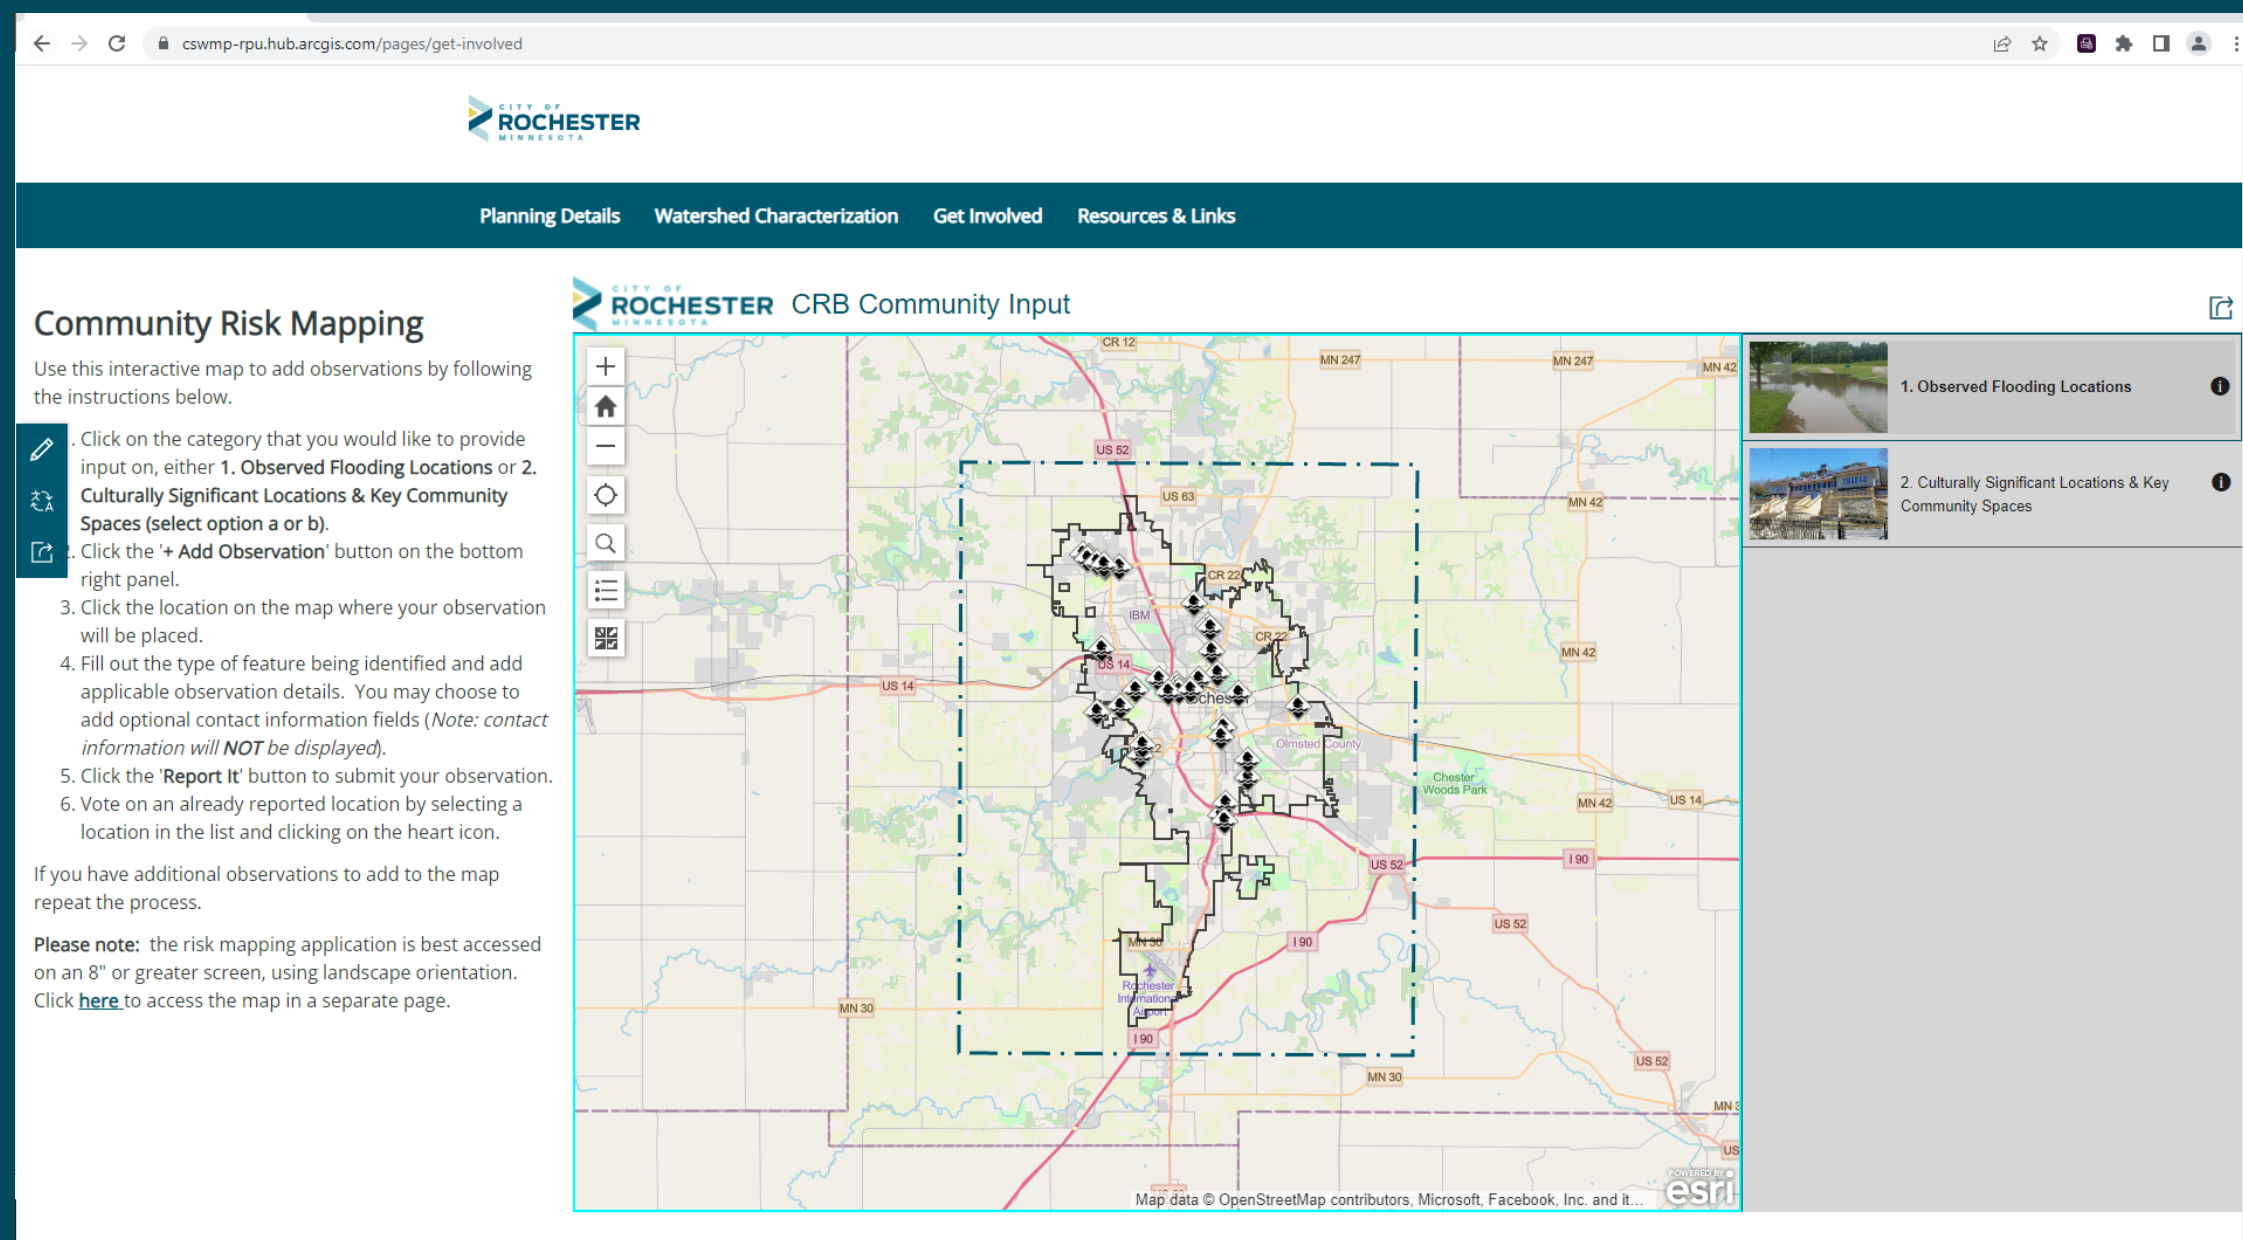 cswmp-rpu.hub.arcgis.com/pages/get-involved
CITY OF
ROCHESTER
MINNESOTA
Planning Details Watershed Characterization Get Involved Resources & Links
Community Risk Mapping
Use this interactive map to add observations by following
the instructions below.
. Click on the category that you would like to provide
input on, either 1. Observed Flooding Locations or 2.
Culturally Significant Locations & Key Community
Spaces (select option a or b).
. Click the '+ Add Observation' button on the bottom
right panel.
3. Click the location on the map where your observation
will be placed.
4. Fill out the type of feature being identified and add
applicable observation details. You may choose to
add optional contact information fields (Note: contact
information will NOT be displayed).
5. Click the 'Report It' button to submit your observation.
6. Vote on an already reported location by selecting a
location in the list and clicking on the heart icon.
If you have additional observations to add to the map
repeat the process.
Please note: the risk mapping application is best accessed
on an 8" or greater screen, using landscape orientation.
Click here to access the map in a separate page.
CITY OF
ROCHESTER
MINNESOTA
CRB Community Input
CR 12
MN 247
MN 247
MN 42
US 52
US 63
MN 42
CR 22
IBM
CR 22
MN 42
US 14
US 14
Olmsted County
Chester
Woods Park
MN 42
US 14
I 90
US 52
US 52
MN 30
I 90
Rochester
International
Airport
MN 30
I 90
US 52
MN 30
MN
US
Map data © OpenStreetMap contributors, Microsoft, Facebook, Inc. and it...
POWERED BY
esri
1. Observed Flooding Locations
2. Culturally Significant Locations & Key
Community Spaces